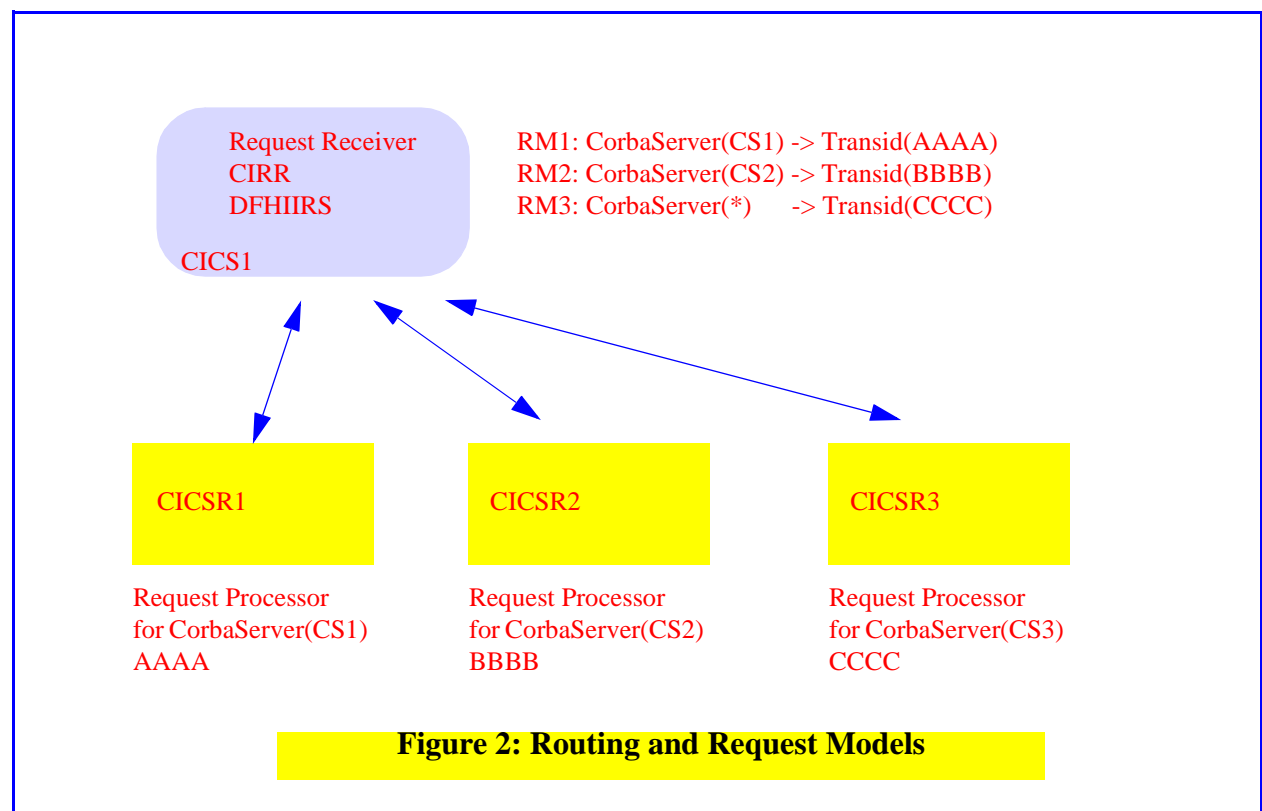 Request Receiver
CIRR
DFHIIRS
CICS1
RM1: CorbaServer(CS1) -> Transid(AAAA)
RM2: CorbaServer(CS2) -> Transid(BBBB)
RM3: CorbaServer(*) -> Transid(CCCC)
CICSR1
Request Processor
for CorbaServer(CS1)
AAAA
CICSR2
Request Processor
for CorbaServer(CS2)
BBBB
CICSR3
Request Processor
for CorbaServer(CS3)
CCCC
Figure 2: Routing and Request Models